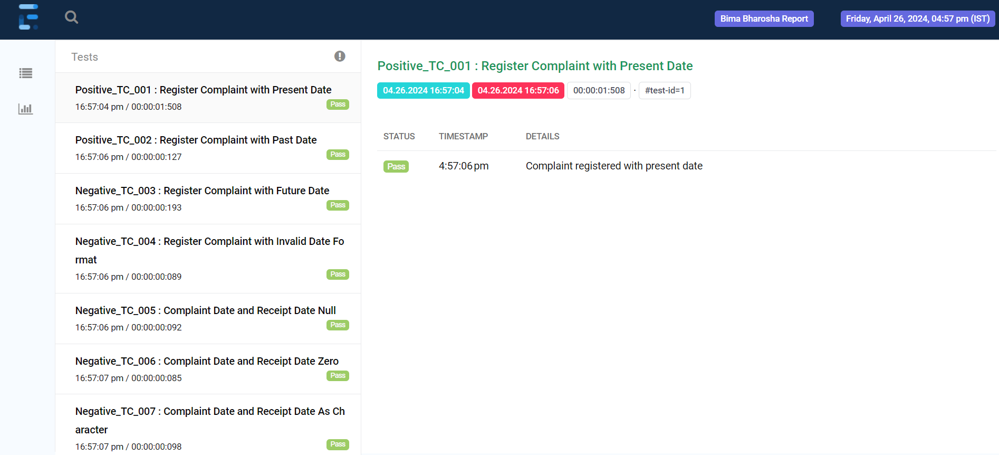 Bima Bharosha Report
Friday, April 26, 2024, 04:57 pm (IST)
Tests
Positive_TC_001 : Register Complaint with Present Date
16:57:04 pm / 00:00:01:508
Pass
Positive_TC_002 : Register Complaint with Past Date
16:57:06 pm / 00:00:00:127
Pass
Negative_TC_003 : Register Complaint with Future Date
16:57:06 pm / 00:00:00:193
Pass
Negative_TC_004 : Register Complaint with Invalid Date Fo
rmat
16:57:06 pm / 00:00:00:089
Pass
Negative_TC_005 : Complaint Date and Receipt Date Null
16:57:06 pm / 00:00:00:092
Pass
Negative_TC_006 : Complaint Date and Receipt Date Zero
16:57:07 pm / 00:00:00:085
Pass
Negative_TC_007 : Complaint Date and Receipt Date As Ch
aracter
16:57:07 pm / 00:00:00:098
Pass
Positive_TC_001 : Register Complaint with Present Date
04.26.2024 16:57:04 04.26.2024 16:57:06 00:00:01:508 · #test-id=1
STATUS TIMESTAMP DETAILS
Pass 4:57:06 pm Complaint registered with present date